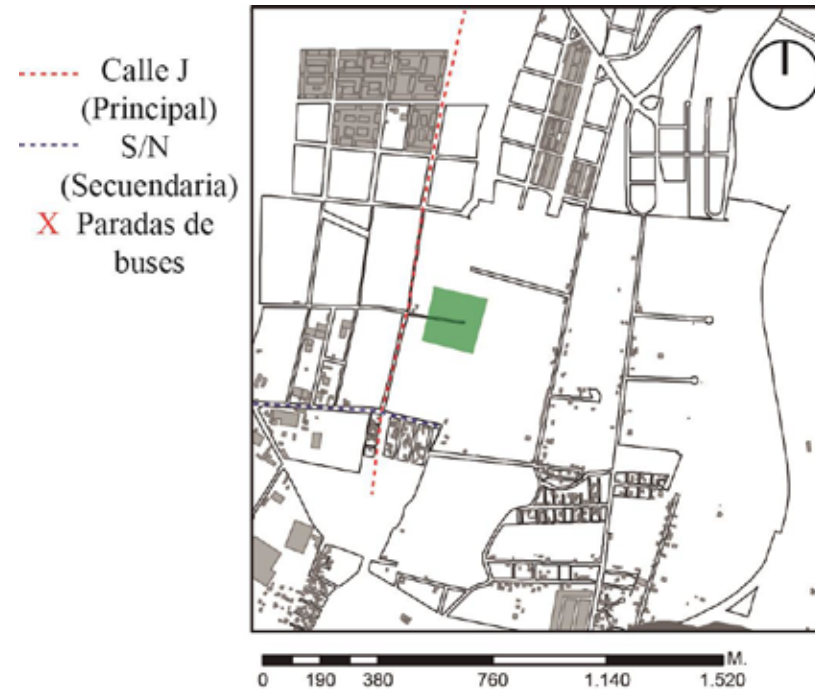 Calle J
(Principal)
S/N
(Secuendaria)
X Paradas de
buses
M.
0 190 380 760 1.140 1.520